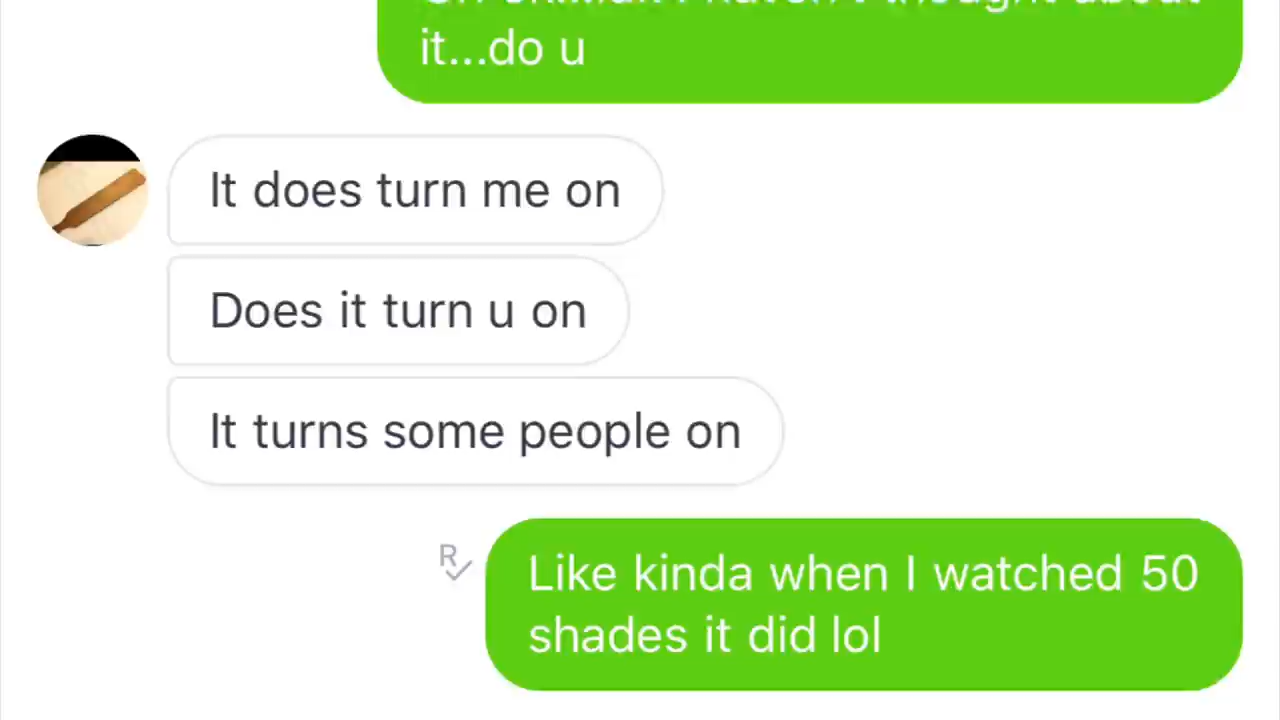 it...do u
It does turn me on
Does it turn u on
It turns some people on
R
Like kinda when I watched 50
shades it did lol